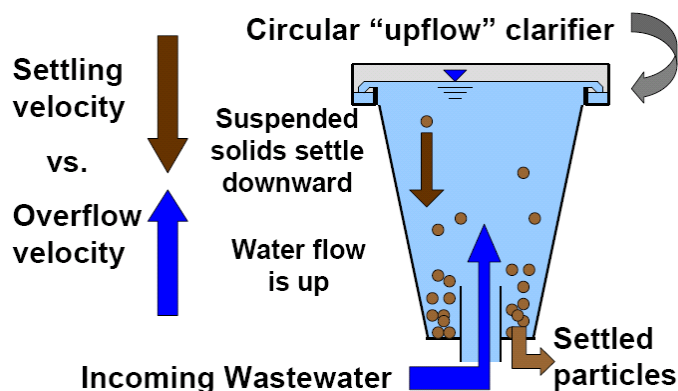 Circular “upflow” clarifier
Settling
velocity
vs.
Overflow
velocity
Suspended
solids settle
downward
Water flow
is up
Incoming Wastewater
Settled
particles